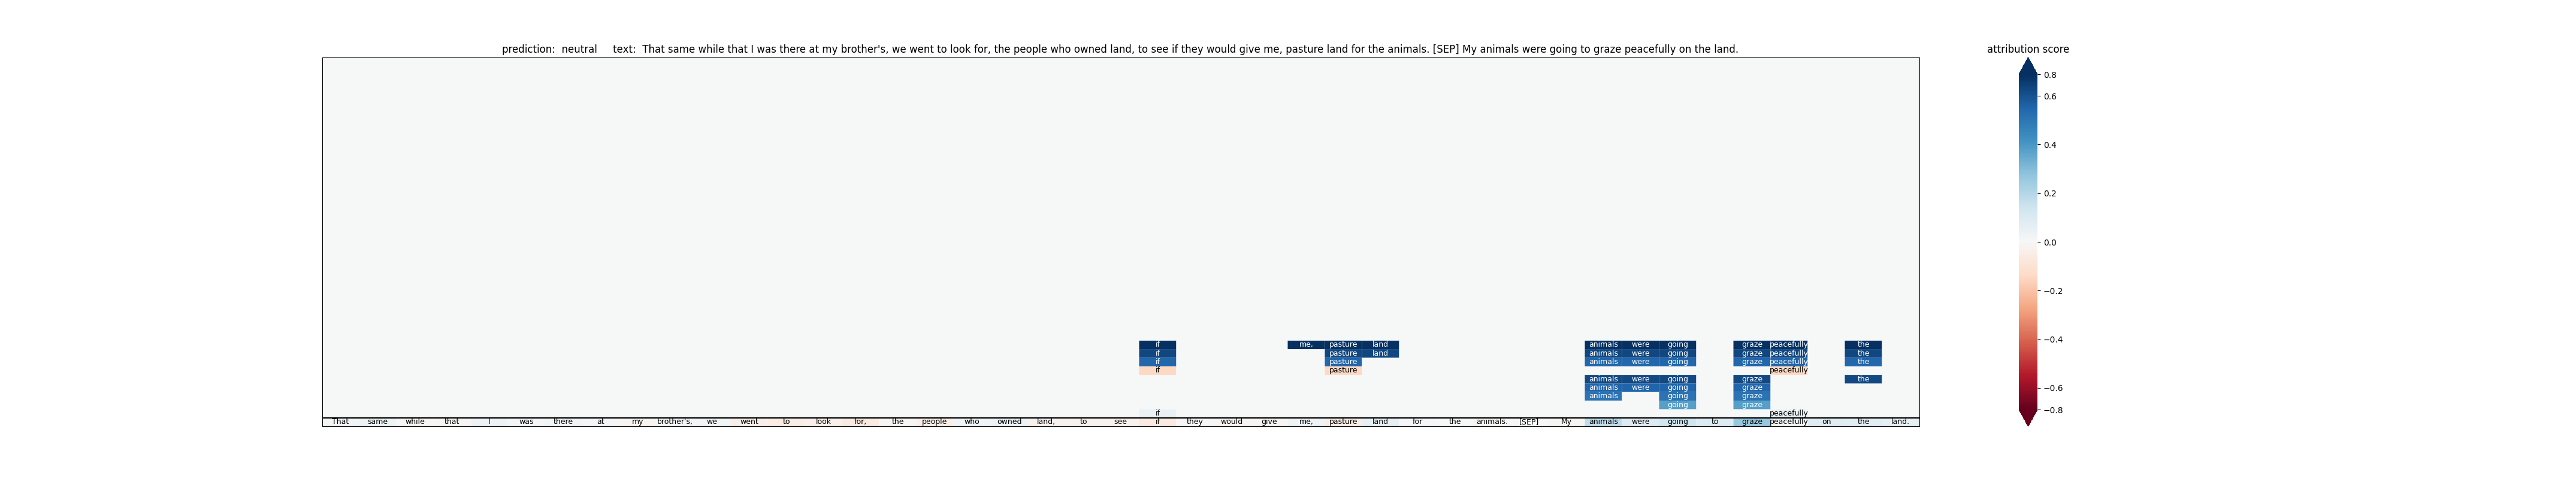 prediction:  neutral     text:  That same while that I was there at my brother's, we went to look for, the people who owned land, to see if they would give me, pasture land for the animals. [SEP] My animals were going to graze peacefully on the land.
attribution score
0.8
0.6
0.4
0.2
0.0
−0.2
−0.4
−0.6
−0.8
if me, pasture land animals were going graze peacefully the
if pasture land animals were going graze peacefully the
if pasture animals were going graze peacefully the
if pasture peacefully
animals were going graze the
animals were going graze
animals going graze
going graze
if peacefully
That same while that I was there at my brother's, we went to look for, the people who owned land, to see if they would give me, pasture land for the animals. [SEP] My animals were going to graze peacefully on the land.